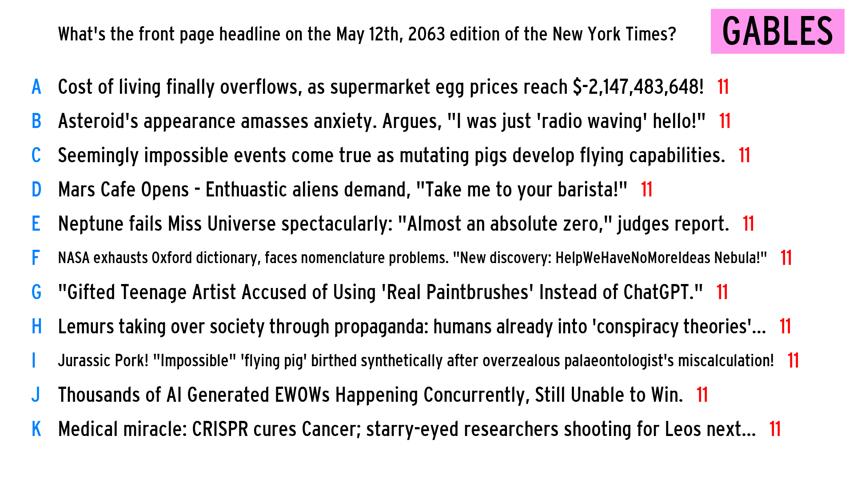 What's the front page headline on the May 12th, 2063 edition of the New York Times?
GABLES
A Cost of living finally overflows, as supermarket egg prices reach $-2,147,483,648! 11
B Asteroid's appearance amasses anxiety. Argues, "I was just 'radio waving' hello!" 11
C Seemingly impossible events come true as mutating pigs develop flying capabilities. 11
D Mars Cafe Opens - Enthuastic aliens demand, "Take me to your barista!" 11
E Neptune fails Miss Universe spectacularly: "Almost an absolute zero," judges report. 11
F NASA exhausts Oxford dictionary, faces nomenclature problems. "New discovery: HelpWeHaveNoMoreIdeas Nebula!" 11
G "Gifted Teenage Artist Accused of Using 'Real Paintbrushes' Instead of ChatGPT." 11
H Lemurs taking over society through propaganda: humans already into 'conspiracy theories'... 11
I Jurassic Pork! "Impossible" 'flying pig' birthed synthetically after overzealous palaeontologist's miscalculation! 11
J Thousands of AI Generated EWOWs Happening Concurrently, Still Unable to Win. 11
K Medical miracle: CRISPR cures Cancer; starry-eyed researchers shooting for Leos next... 11